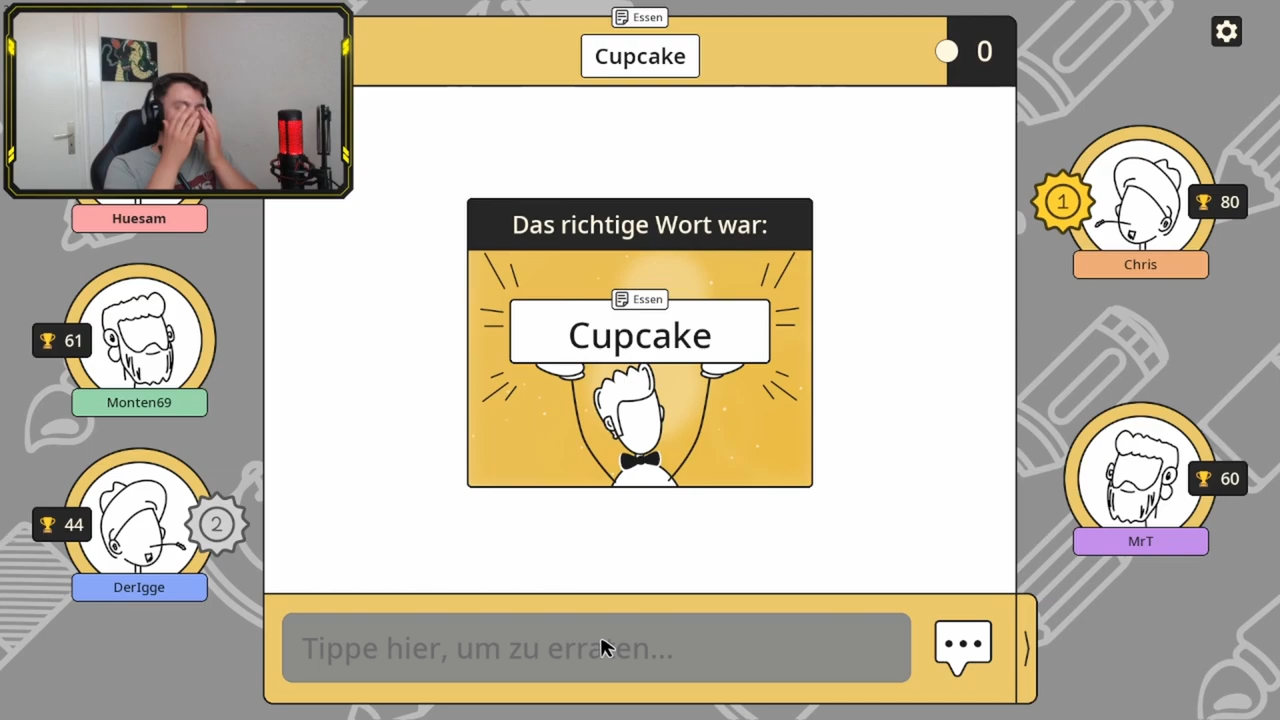 Essen
Cupcake
0
Huesam
1
80
Chris
Das richtige Wort war:
Essen
Cupcake
61
Monten69
44
2
DerIgge
60
MrT
Tippe hier, um zu erraten...